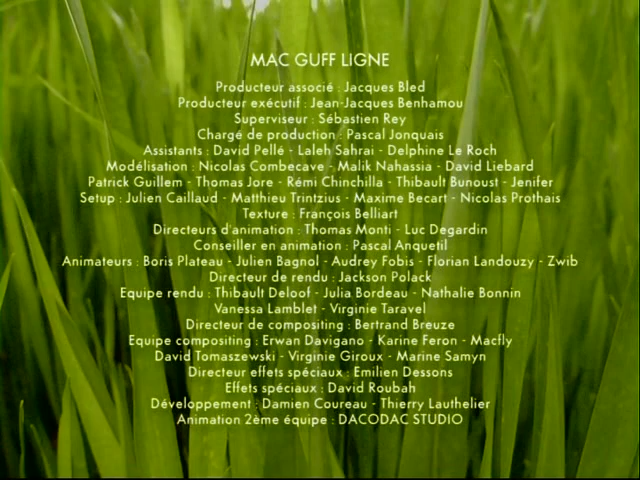 MAC GUFF LIGNE
Producteur associé : Jacques Bled
Producteur exécutif : Jean-Jacques Benhamou
Superviseur : Sébastien Rey
Chargé de production : Pascal Jonquais
Assistants : David Pellé - Laleh Sahrai - Delphine Le Roch
Modélisation : Nicolas Combecave - Malik Nahassia - David Liebard
Patrick Guillem - Thomas Jore - Rémi Chinchilla - Thibault Bunoust - Jenifer
Setup : Julien Caillaud - Matthieu Trintzius - Maxime Becart - Nicolas Prothais
Texture : François Belliart
Directeurs d'animation : Thomas Monti - Luc Degardin
Conseiller en animation : Pascal Anquetil
Animateurs : Boris Plateau - Julien Bagnol - Audrey Fobis - Florian Landouzy - Zwib
Directeur de rendu : Jackson Polack
Equipe rendu : Thibault Deloof - Julia Bordeau - Nathalie Bonnin
Vanessa Lamblet - Virginie Taravel
Directeur de compositing : Bertrand Breuze
Equipe compositing : Erwan Davigano - Karine Feron - Macfly
David Tomaszewski - Virginie Giroux - Marine Samyn
Directeur effets spéciaux : Emilien Dessons
Effets spéciaux : David Roubah
Développement : Damien Coureau - Thierry Lauthelier
Animation 2ème équipe : DACODAC STUDIO